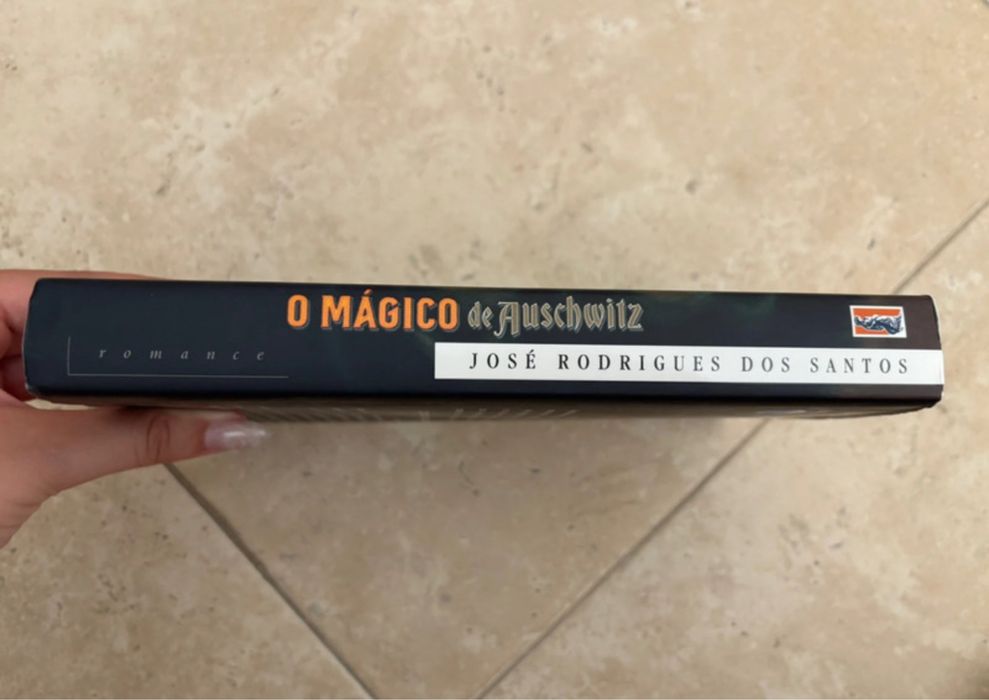 O MÁGICO de Auschwitz
romance
JOSÉ RODRIGUES DOS SANTOS